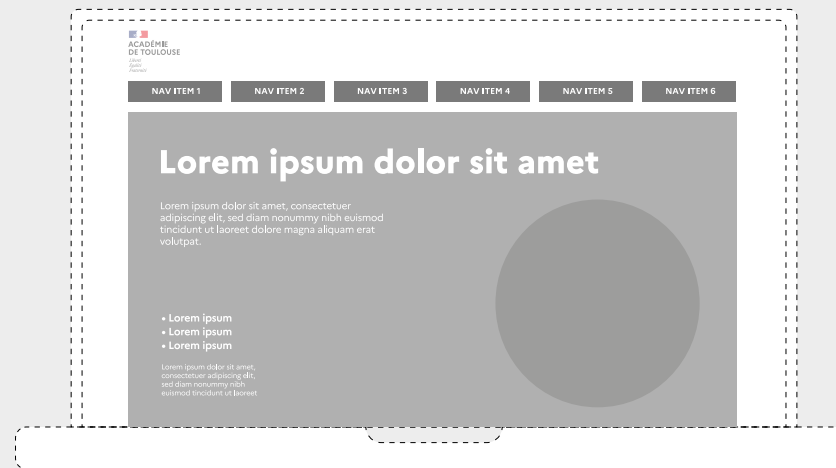 ACADÉMIE
DE TOULOUSE
Liberté
Égalité
Fraternité
NAV ITEM 1
NAV ITEM 2
NAV ITEM 3
NAV ITEM 4
NAV ITEM 5
NAV ITEM 6
Lorem ipsum dolor sit amet
Lorem ipsum dolor sit amet, consectetuer
adipiscing elit, sed diam nonummy nibh euismod
tincidunt ut laoreet dolore magna aliquam erat
volutpat.
• Lorem ipsum
• Lorem ipsum
• Lorem ipsum
Lorem ipsum dolor sit amet,
consectetuer adipiscing elit,
sed diam nonummy nibh
euismod tincidunt ut laoreet